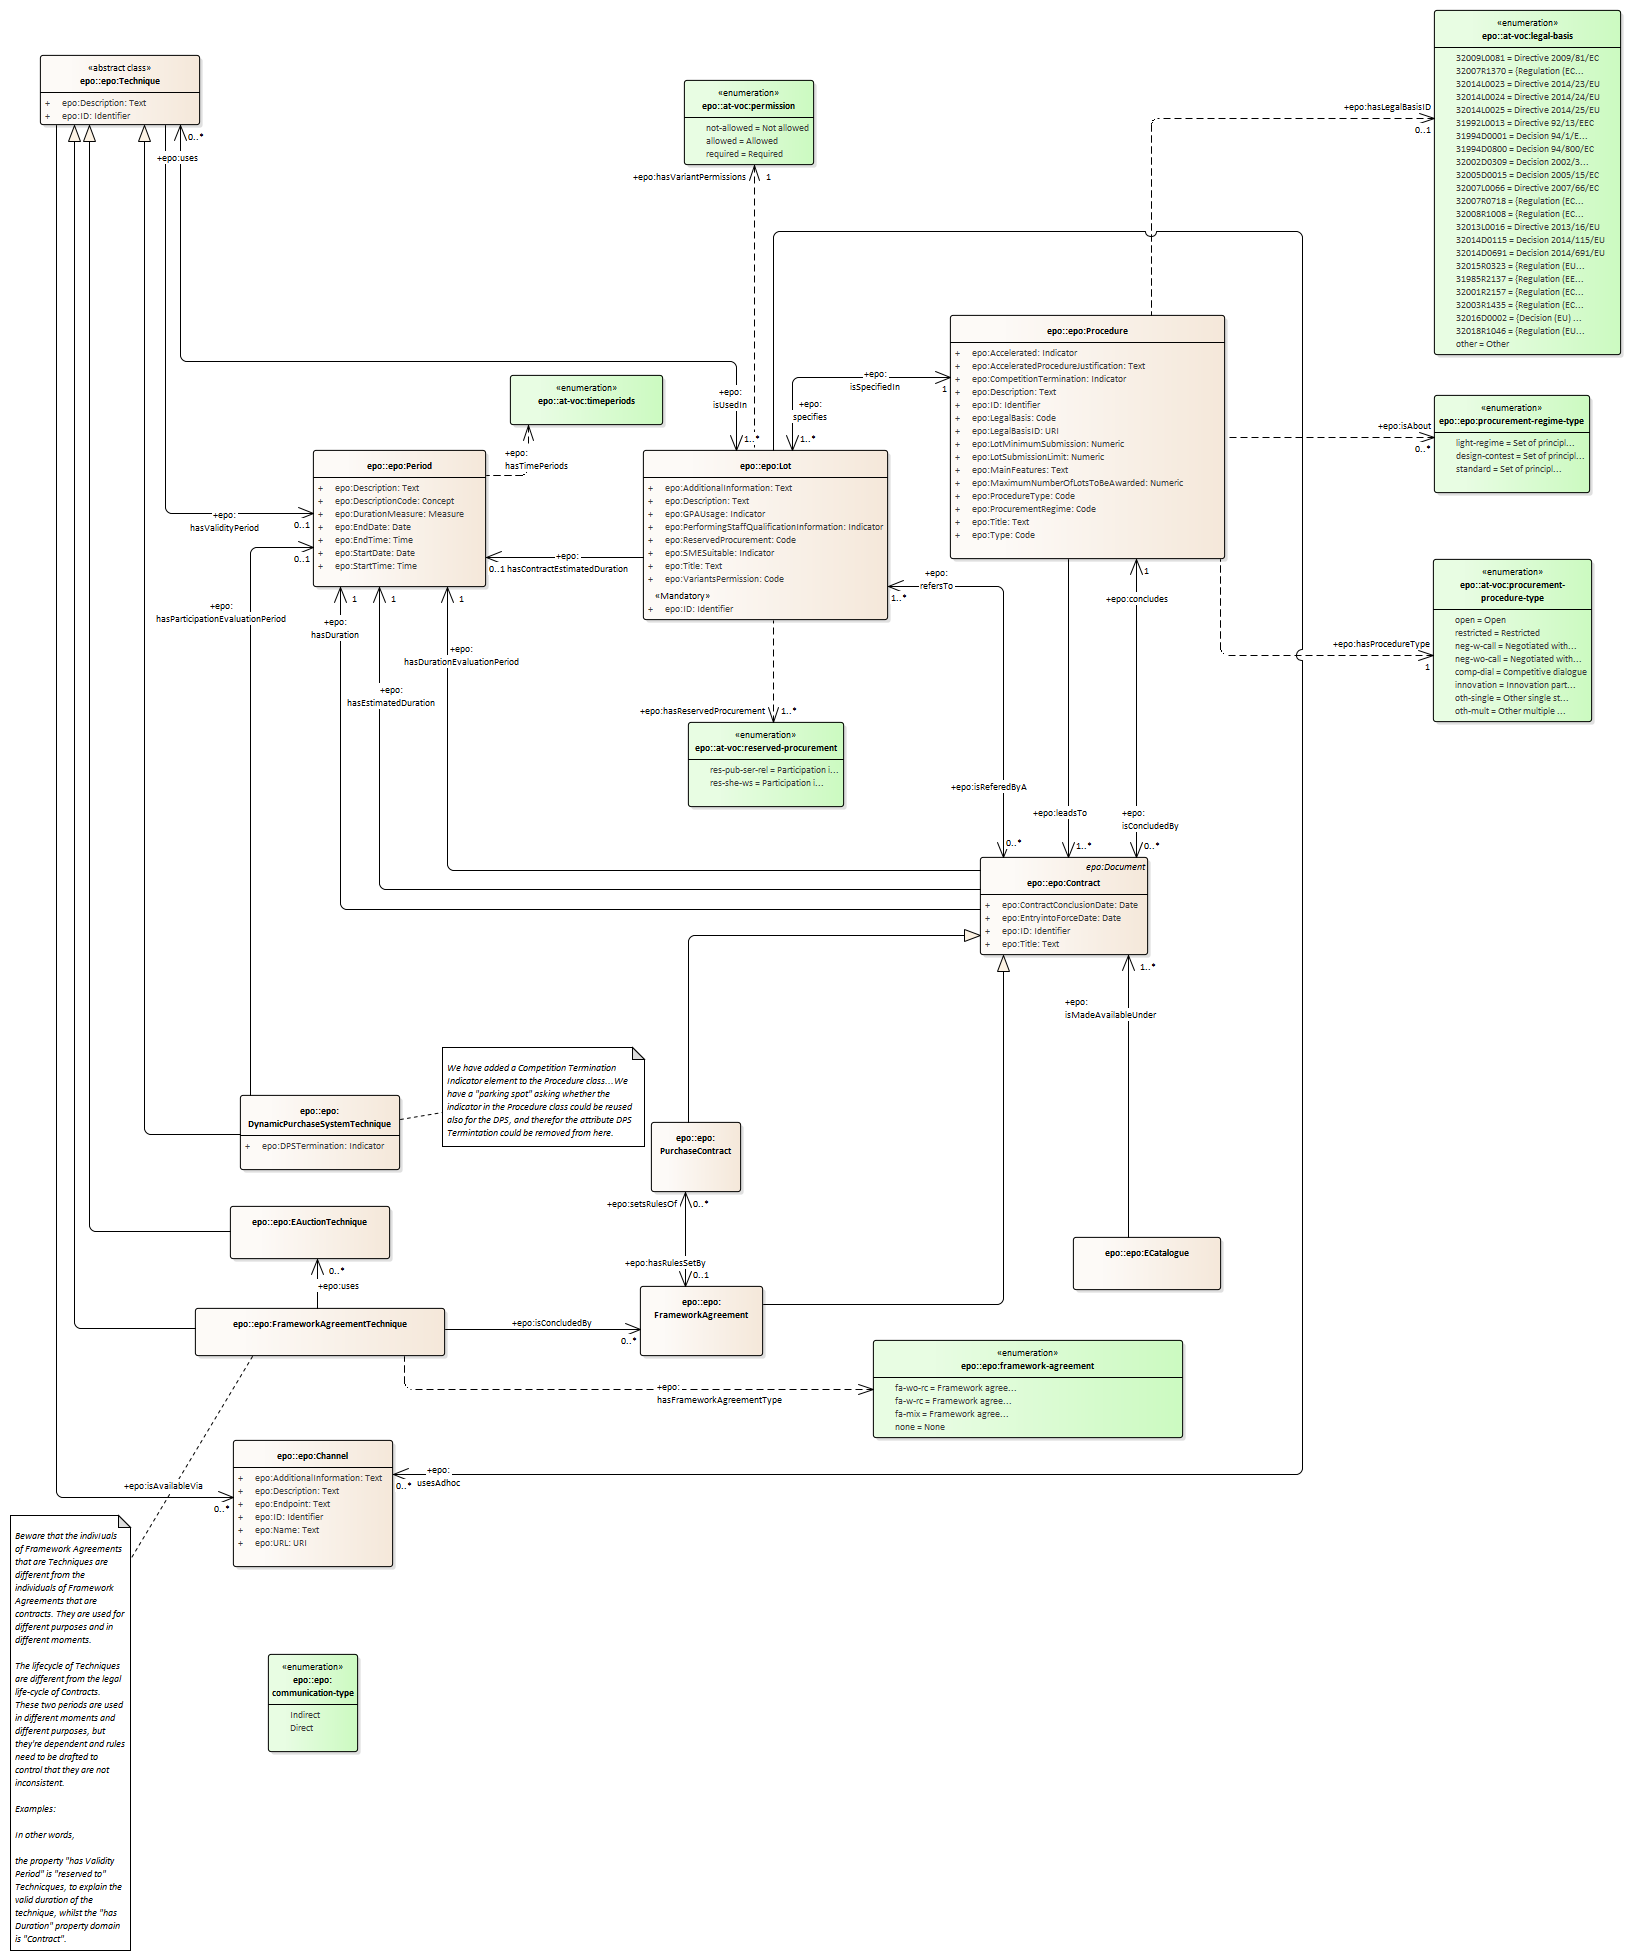 «abstract class»
epo::epo:Technique
+ epo:Description: Text
+ epo:ID: Identifier
0..*
+epo:uses
«enumeration»
epo::at-voc:permission
not-allowed = Not allowed
allowed = Allowed
required = Required
+epo:hasVariantPermissions
1
«enumeration»
epo::at-voc:legal-basis
32009L0081 = Directive 2009/81/EC
32007R1370 = {Regulation (EC...
32014L0023 = Directive 2014/23/EU
32014L0024 = Directive 2014/24/EU
32014L0025 = Directive 2014/25/EU
31992L0013 = Directive 92/13/EEC
31994D0001 = Decision 94/1/E...
31994D0800 = Decision 94/800/EC
32002D0309 = Decision 2002/3...
32005D0015 = Decision 2005/15/EC
32007L0066 = Directive 2007/66/EC
32007R0718 = {Regulation (EC...
32008R1008 = {Regulation (EC...
32013L0016 = Directive 2013/16/EU
32014D0115 = Decision 2014/115/EU
32014D0691 = Decision 2014/691/EU
32015R0323 = {Regulation (EU...
31985R2137 = {Regulation (EE...
32001R2157 = {Regulation (EC...
32003R1435 = {Regulation (EC...
32016D0002 = {Decision (EU) ...
32018R1046 = {Regulation (EU...
other = Other
+epo:hasLegalBasisID
0..1
epo::epo:Procedure
+ epo:Accelerated: Indicator
+ epo:AcceleratedProcedureJustification: Text
+ epo:CompetitionTermination: Indicator
+ epo:Description: Text
+ epo:ID: Identifier
+ epo:LegalBasis: Code
+ epo:LegalBasisID: URI
+ epo:LotMinimumSubmission: Numeric
+ epo:LotSubmissionLimit: Numeric
+ epo:MainFeatures: Text
+ epo:MaximumNumberOfLotsToBeAwarded: Numeric
+ epo:ProcedureType: Code
+ epo:ProcurementRegime: Code
+ epo:Title: Text
+ epo:Type: Code
+epo:
isSpecifiedIn
1
+epo:
specifies
1..*
+epo:
isUsedIn
1..*
«enumeration»
epo::at-voc:timeperiods
+epo:
hasTimePeriods
«enumeration»
epo::epo:procurement-regime-type
light-regime = Set of principl...
design-contest = Set of principl...
standard = Set of principl...
+epo:isAbout
0..*
epo::epo:Period
+ epo:Description: Text
+ epo:DescriptionCode: Concept
+ epo:DurationMeasure: Measure
+ epo:EndDate: Date
+ epo:EndTime: Time
+ epo:StartDate: Date
+ epo:StartTime: Time
+epo:
hasValidityPeriod
0..1
0..1
epo::epo:Lot
+ epo:AdditionalInformation: Text
+ epo:Description: Text
+ epo:GPAUsage: Indicator
+ epo:PerformingStaffQualificationInformation: Indicator
+ epo:ReservedProcurement: Code
+ epo:SMESuitable: Indicator
+ epo:Title: Text
+ epo:VariantsPermission: Code
«Mandatory»
+ epo:ID: Identifier
+epo:
0..1 hasContractEstimatedDuration
+epo:
refersTo
1..*
1
+epo:concludes
«enumeration»
epo::at-voc:procurement-
procedure-type
open = Open
restricted = Restricted
neg-w-call = Negotiated with...
neg-wo-call = Negotiated with...
comp-dial = Competitive dialogue
innovation = Innovation part...
oth-single = Other single st...
oth-mult = Other multiple ...
+epo:hasProcedureType
1
+epo:
hasParticipationEvaluationPeriod
1
+epo:
hasDuration
1
1
+epo:
hasDurationEvaluationPeriod
+epo:
hasEstimatedDuration
+epo:hasReservedProcurement
1..*
«enumeration»
epo::at-voc:reserved-procurement
res-pub-ser-rel = Participation i...
res-she-ws = Participation i...
+epo:isReferedByA
0..*
+epo:leadsTo
1..*
+epo:
isConcludedBy
0..*
epo:Document
epo::epo:Contract
+ epo:ContractConclusionDate: Date
+ epo:EntryintoForceDate: Date
+ epo:ID: Identifier
+ epo:Title: Text
1..*
+epo:
isMadeAvailableUnder
We have added a Competition Termination
Indicator element to the Procedure class...We
have a "parking spot" asking whether the
indicator in the Procedure class could be reused
also for the DPS, and therefor the attribute DPS
Termintation could be removed from here.
epo::epo:
DynamicPurchaseSystemTechnique
+ epo:DPSTermination: Indicator
epo::epo:
PurchaseContract
+epo:setsRulesOf
0..*
+epo:hasRulesSetBy
0..1
epo::epo:EAuctionTechnique
0..*
+epo:uses
epo::epo:ECatalogue
epo::epo:FrameworkAgreementTechnique
+epo:isConcludedBy
0..*
epo::epo:
FrameworkAgreement
+epo:
hasFrameworkAgreementType
«enumeration»
epo::epo:framework-agreement
fa-wo-rc = Framework agree...
fa-w-rc = Framework agree...
fa-mix = Framework agree...
none = None
epo::epo:Channel
+ epo:AdditionalInformation: Text
+ epo:Description: Text
+ epo:Endpoint: Text
+ epo:ID: Identifier
+ epo:Name: Text
+ epo:URL: URI
+epo:isAvailableVia
0..*
+epo:
0..* usesAdhoc
Beware that the indivIuals
of Framework Agreements
that are Techniques are
different from the
individuals of Framework
Agreements that are
contracts. They are used for
different purposes and in
different moments.
The lifecycle of Techniques
are different from the legal
life-cycle of Contracts.
These two periods are used
in different moments and
different purposes, but
they're dependent and rules
need to be drafted to
control that they are not
inconsistent.
Examples:
In other words,
the property "has Validity
Period" is "reserved to"
Technicques, to explain the
valid duration of the
technique, whilst the "has
Duration" property domain
is "Contract".
«enumeration»
epo::epo:
communication-type
Indirect
Direct